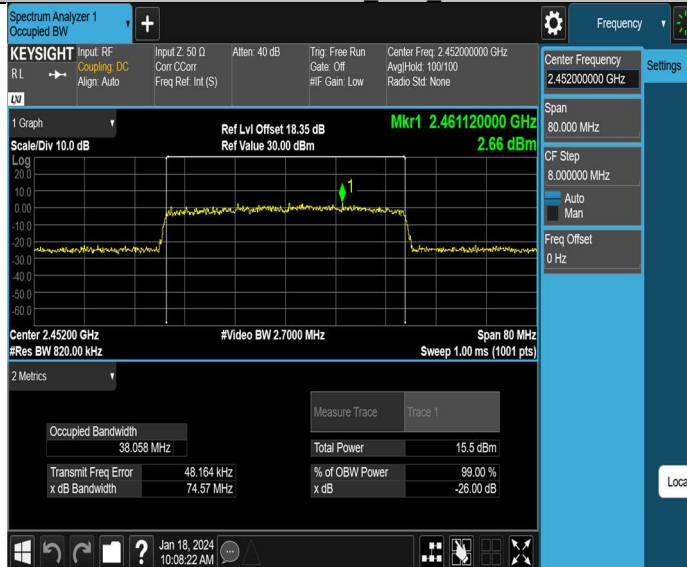 Spectrum Analyzer 1
Occupied BW
Frequency
KEYSIGHT
RL
LXI
Input: RF
Coupling: DC
Align: Auto
Input Z: 50 Ω
Corr CCorr
Freq Ref: Int (S)
Atten: 40 dB
Trig: Free Run
Gate: Off
#IF Gain: Low
Center Freq: 2.452000000 GHz
Avg|Hold: 100/100
Radio Std: None
Center Frequency
2.452000000 GHz
Settings
Span
80.000 MHz
CF Step
8.000000 MHz
Auto
Man
Freq Offset
0 Hz
1 Graph
Scale/Div 10.0 dB
Ref Lvl Offset 18.35 dB
Ref Value 30.00 dBm
Mkr1 2.461120000 GHz
2.66 dBm
Log
20.0
10.0
0.00
-10.0
-20.0
-30.0
-40.0
-50.0
-60.0
1
Center 2.45200 GHz
#Video BW 2.7000 MHz
Span 80 MHz
#Res BW 820.00 kHz
Sweep 1.00 ms (1001 pts)
2 Metrics
Measure Trace
Trace 1
Occupied Bandwidth
38.058 MHz
Total Power
15.5 dBm
Transmit Freq Error
48.164 kHz
% of OBW Power
99.00 %
x dB Bandwidth
74.57 MHz
x dB
-26.00 dB
Loca
?
Jan 18, 2024
10:08:22 AM